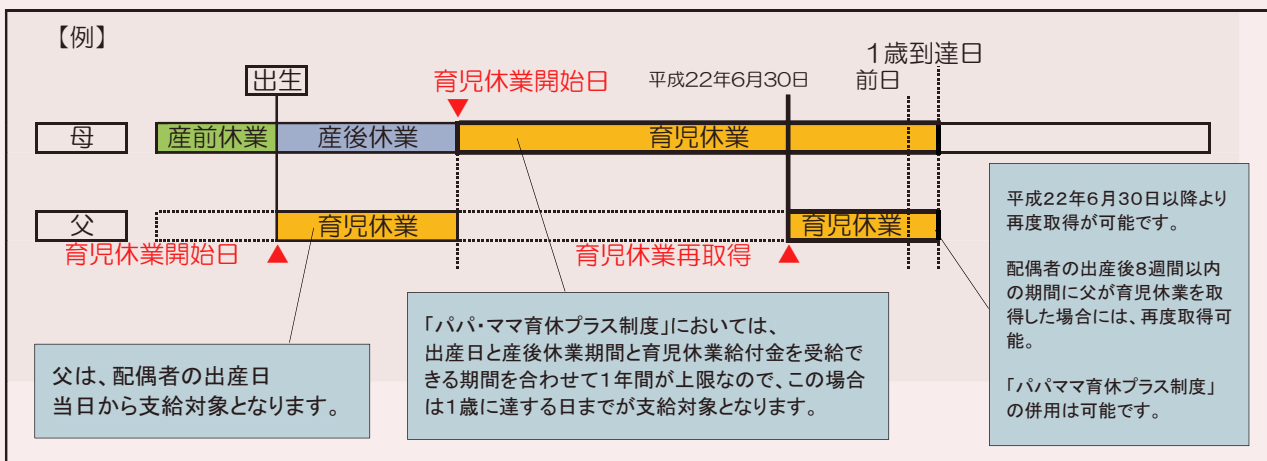 【例】
1歳到達日
出生
育児休業開始日
平成22年6月30日
前日
母
産前休業
産後休業
育児休業
父
育児休業
育児休業
育児休業開始日
育児休業再取得
父は、配偶者の出産日
当日から支給対象となります。
「パパ・ママ育休プラス制度」においては、
出産日と産後休業期間と育児休業給付金を受給で
きる期間を合わせて1年間が上限なので、この場合
は1歳に達する日までが支給対象となります。
平成22年6月30日以降より
再度取得が可能です。
配偶者の出産後8週間以内
の期間に父が育児休業を取
得した場合には、再度取得可
能。
「パパママ育休プラス制度」
の併用は可能です。